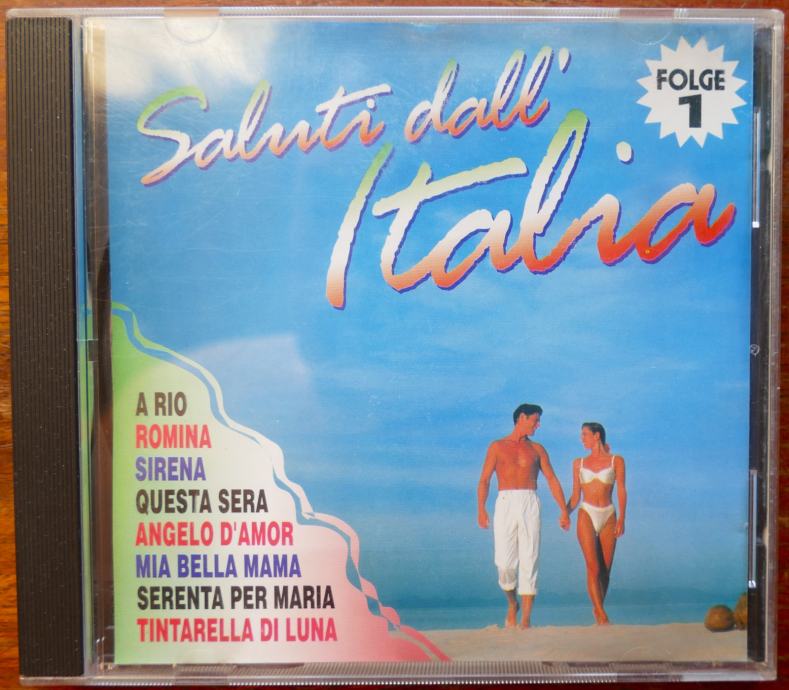 Saluti dall'
Italia
FOLGE
1
A RIO
ROMINA
SIRENA
QUESTA SERA
ANGELO D'AMOR
MIA BELLA MAMA
SERENTA PER MARIA
TINTARELLA DI LUNA